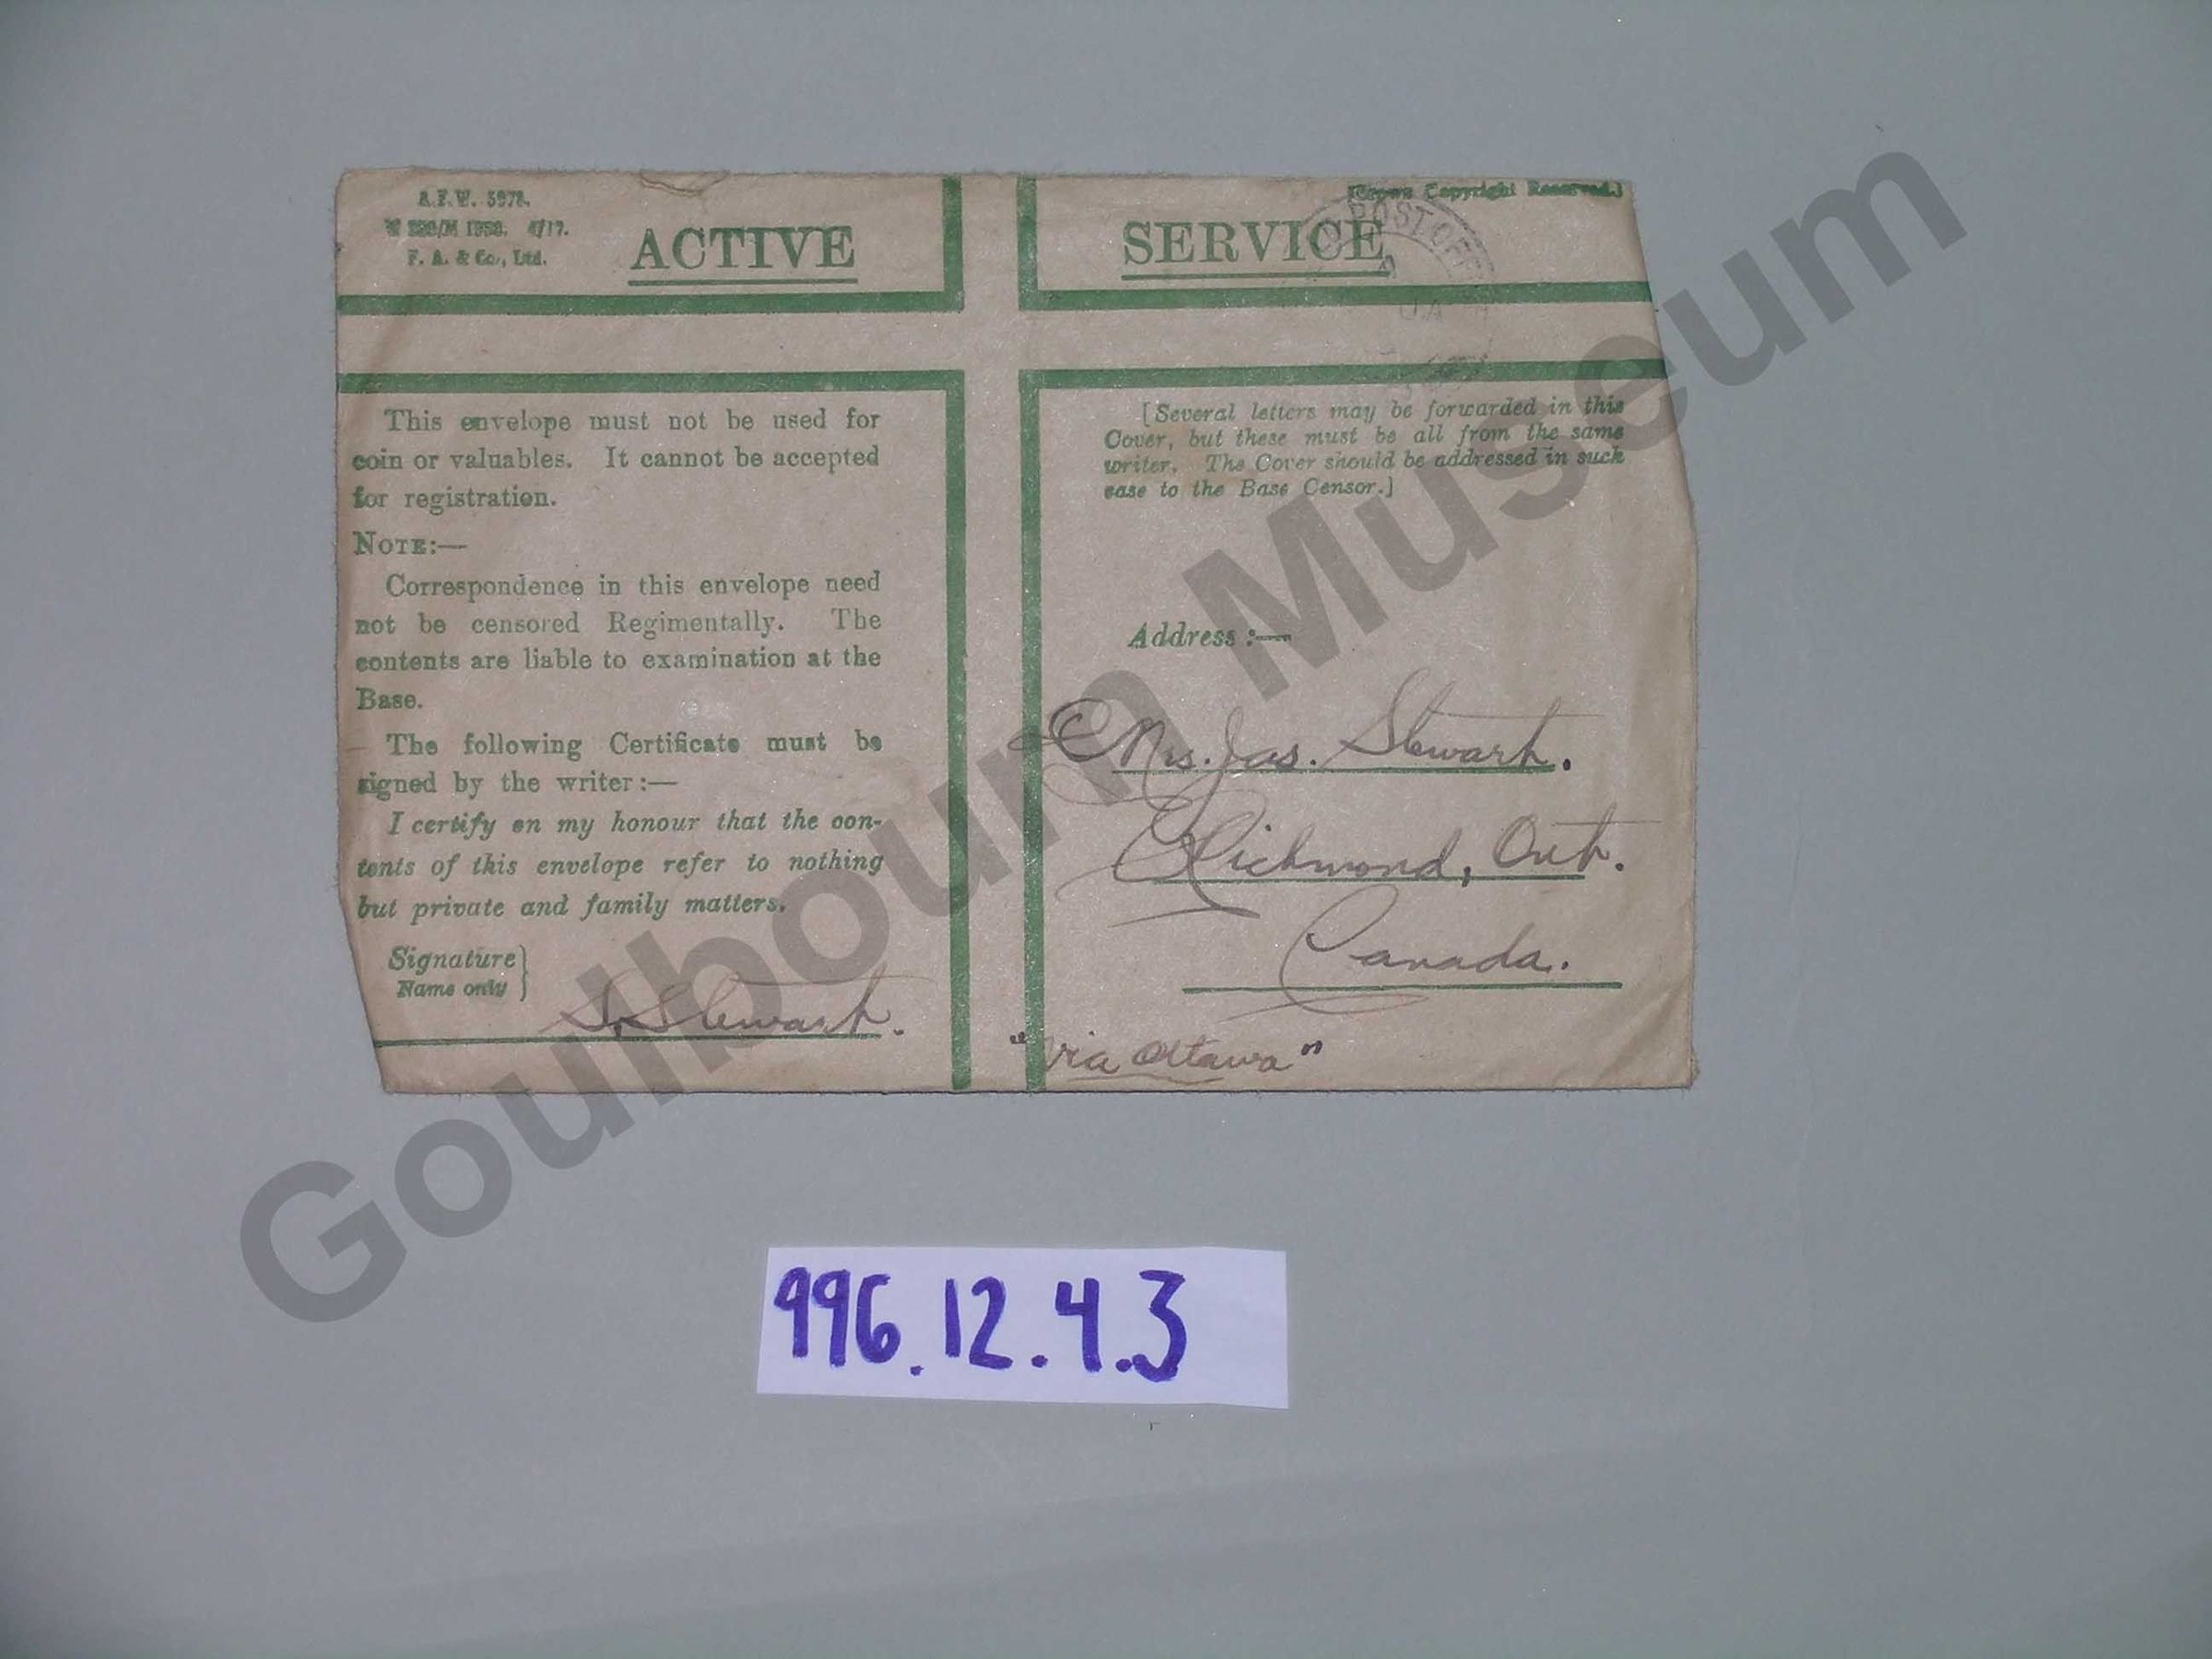 A.F.W. 3078.
F. A. & Co., Ltd.
ACTIVE SERVICE
[Crown Copyright Reserved.]
POST OFF
This envelope must not be used for
coin or valuables. It cannot be accepted
for registration.
NOTE:—
Correspondence in this envelope need
not be censored Regimentally. The
contents are liable to examination at the
Base.
The following Certificate must be
signed by the writer:—
I certify on my honour that the con-
tents of this envelope refer to nothing
but private and family matters.
Signature
Name only
Stewart.
[Several letters may be forwarded in this
Cover, but these must be all from the same
writer. The Cover should be addressed in such
case to the Base Censor.]
Address:—
Mrs. Jas. Stewart.
Richmond, Ont.
Canada.
"via Ottawa"
Goulbourn Museum
996.12.4.3